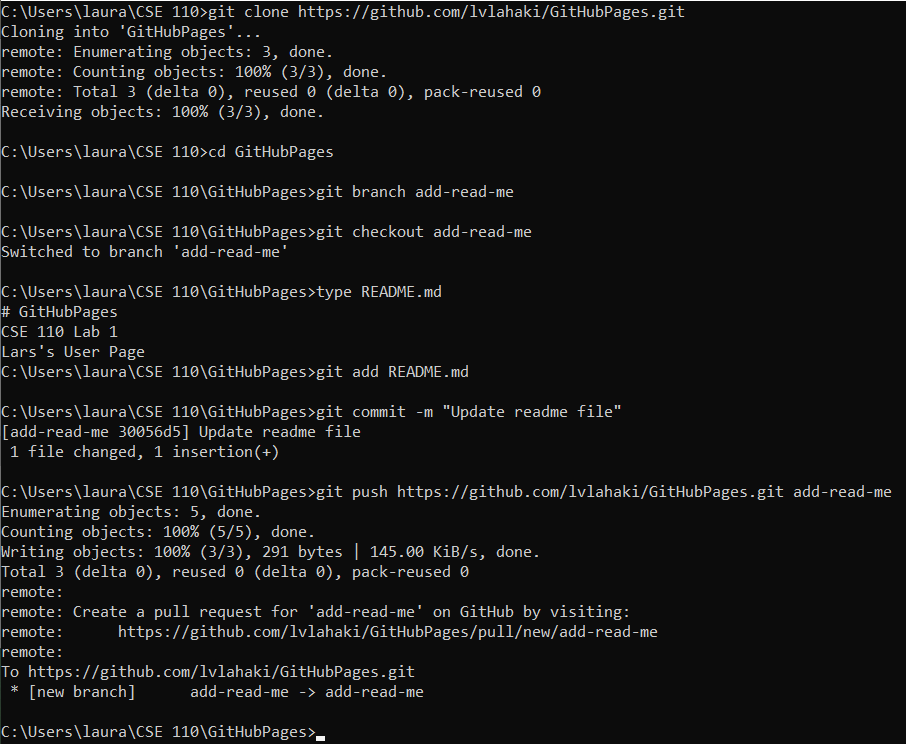 C:\Users\laura\CSE 110>git clone https://github.com/lvlahaki/GitHubPages.git
Cloning into 'GitHubPages'...
remote: Enumerating objects: 3, done.
remote: Counting objects: 100% (3/3), done.
remote: Total 3 (delta 0), reused 0 (delta 0), pack-reused 0
Receiving objects: 100% (3/3), done.
C:\Users\laura\CSE 110>cd GitHubPages
C:\Users\laura\CSE 110\GitHubPages>git branch add-read-me
C:\Users\laura\CSE 110\GitHubPages>git checkout add-read-me
Switched to branch 'add-read-me'
C:\Users\laura\CSE 110\GitHubPages>type README.md
# GitHubPages
CSE 110 Lab 1
Lars's User Page
C:\Users\laura\CSE 110\GitHubPages>git add README.md
C:\Users\laura\CSE 110\GitHubPages>git commit -m "Update readme file"
[add-read-me 30056d5] Update readme file
 1 file changed, 1 insertion(+)
C:\Users\laura\CSE 110\GitHubPages>git push https://github.com/lvlahaki/GitHubPages.git add-read-me
Enumerating objects: 5, done.
Counting objects: 100% (5/5), done.
Writing objects: 100% (3/3), 291 bytes | 145.00 KiB/s, done.
Total 3 (delta 0), reused 0 (delta 0), pack-reused 0
remote:
remote: Create a pull request for 'add-read-me' on GitHub by visiting:
remote:      https://github.com/lvlahaki/GitHubPages/pull/new/add-read-me
remote:
To https://github.com/lvlahaki/GitHubPages.git
 * [new branch]      add-read-me -> add-read-me
C:\Users\laura\CSE 110\GitHubPages>